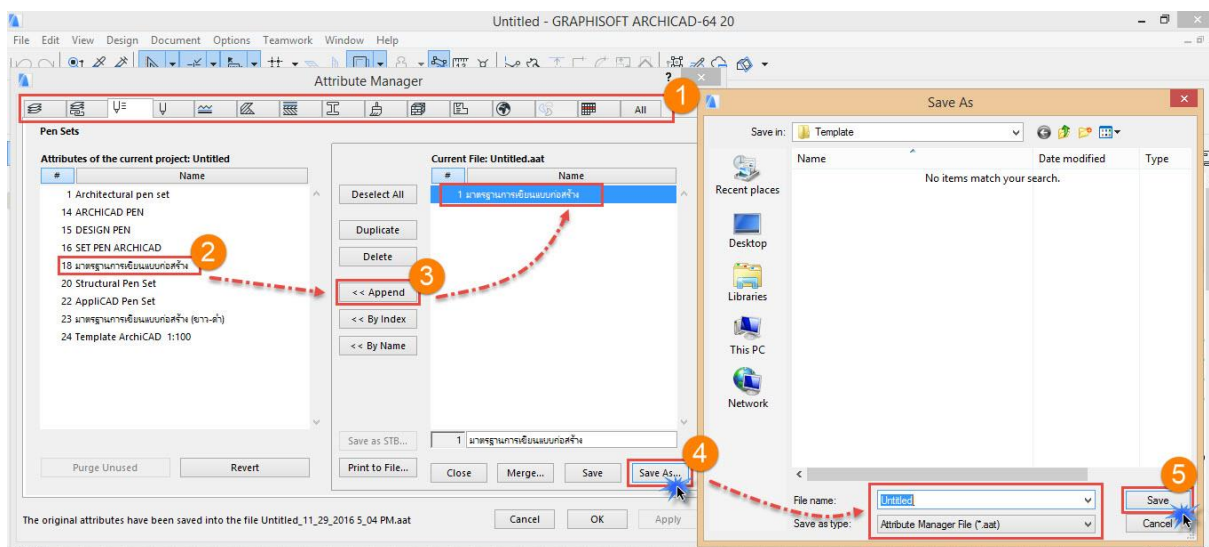 Untitled - GRAPHISOFT ARCHICAD-64 20
File Edit View Design Document Options Teamwork Window Help
Attribute Manager
?
All
1
Pen Sets
Attributes of the current project: Untitled
# Name
1 Architectural pen set
14 ARCHICAD PEN
15 DESIGN PEN
16 SET PEN ARCHICAD
18 มาตรฐานการเขียนแบบก่อสร้าง
20 Structural Pen Set
22 AppliCAD Pen Set
23 มาตรฐานการเขียนแบบก่อสร้าง (ขาว-ดำ)
24 Template ArchiCAD 1:100
2
Purge Unused
Revert
Deselect All
Duplicate
Delete
3
<< Append
<< By Index
<< By Name
Save as STB...
Print to File...
Current File: Untitled.aat
# Name
1 มาตรฐานการเขียนแบบก่อสร้าง
1 มาตรฐานการเขียนแบบก่อสร้าง
Close
Merge...
Save
Save As...
4
The original attributes have been saved into the file Untitled_11_29_2016 5_04 PM.aat
Cancel
OK
Apply
Save As
Save in: Template
Recent places
Desktop
Libraries
This PC
Network
Name Date modified Type
No items match your search.
5
File name: Untitled
Save
Save as type: Attribute Manager File (*.aat)
Cancel